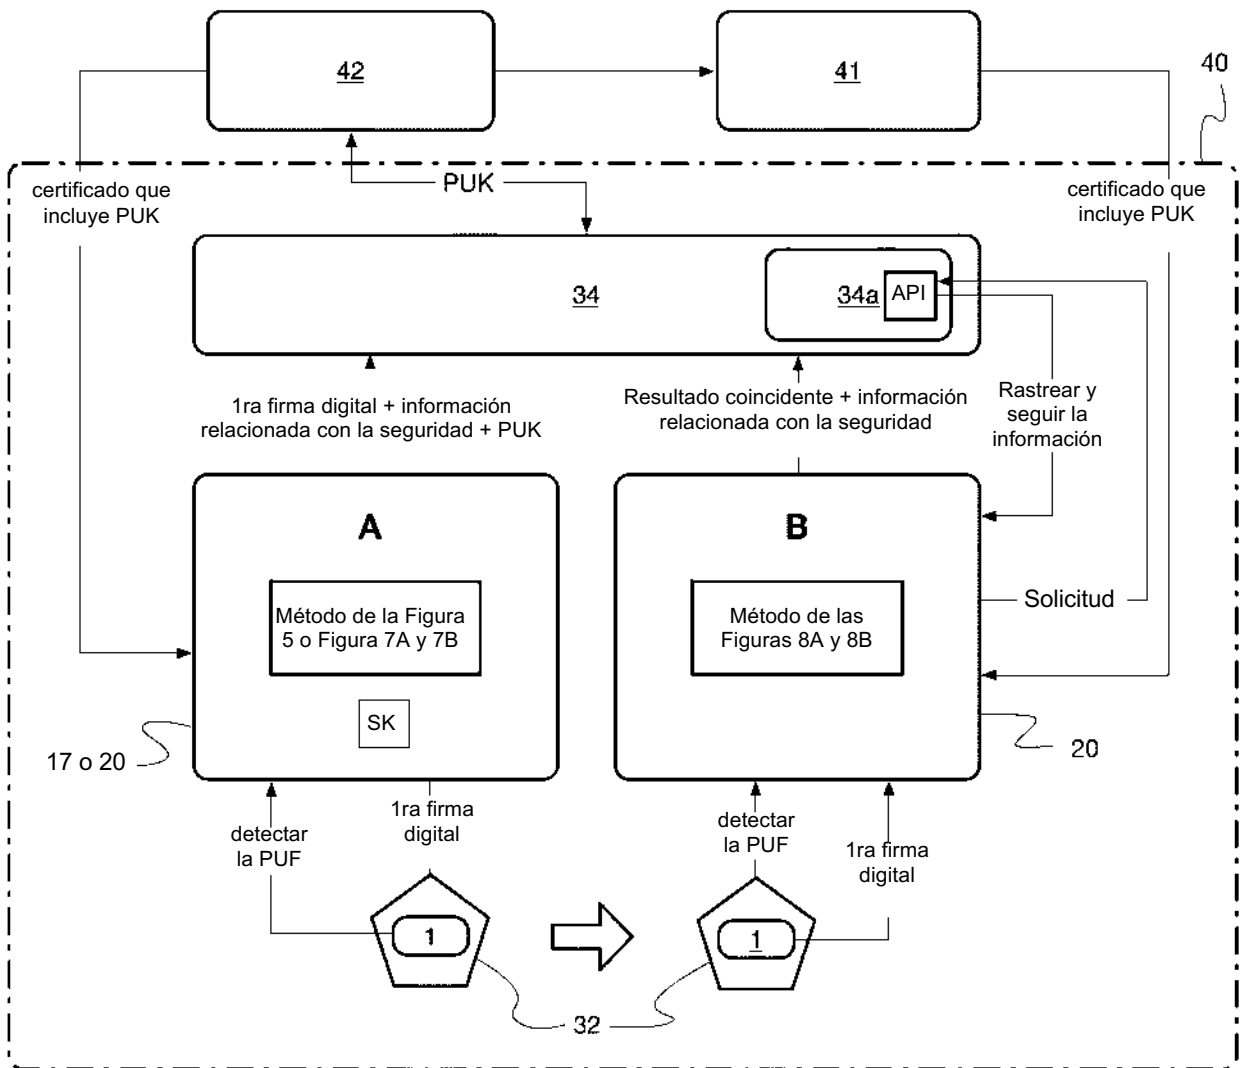 42
41
40
certificado que
incluye PUK
PUK
certificado que
incluye PUK
34
34a
API
1ra firma digital + información
relacionada con la seguridad + PUK
Resultado coincidente + información
relacionada con la seguridad
Rastrear y
seguir la
información
A
B
Método de la Figura
5 o Figura 7A y 7B
Método de las
Figuras 8A y 8B
Solicitud
SK
17 o 20
20
detectar
la PUF
1ra firma
digital
detectar
la PUF
1ra firma
digital
1
1
32